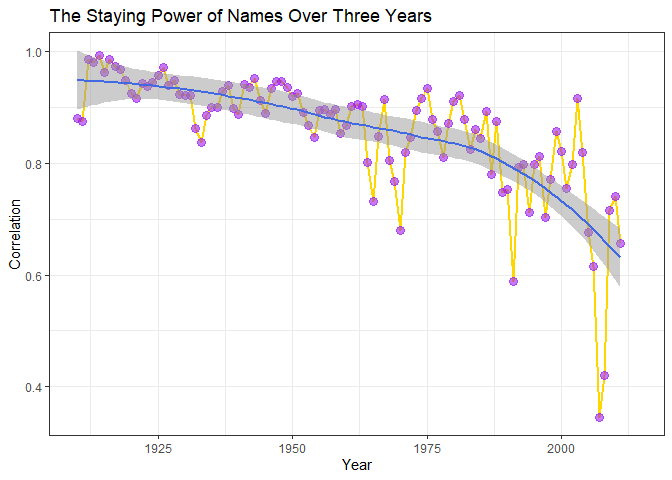 The Staying Power of Names Over Three Years
1.0
0.8
0.6
0.4
Correlation
1925 1950 1975 2000
Year